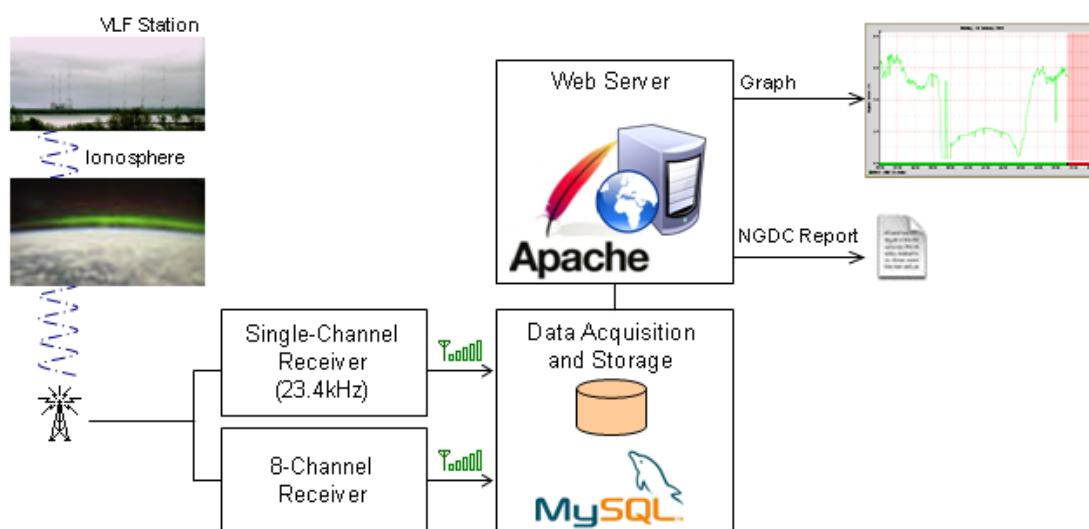 VLF Station
Ionosphere
Web Server
Apache
Graph
NGDC Report
Single-Channel
Receiver
(23.4kHz)
8-Channel
Receiver
Data Acquisition
and Storage
MySQL